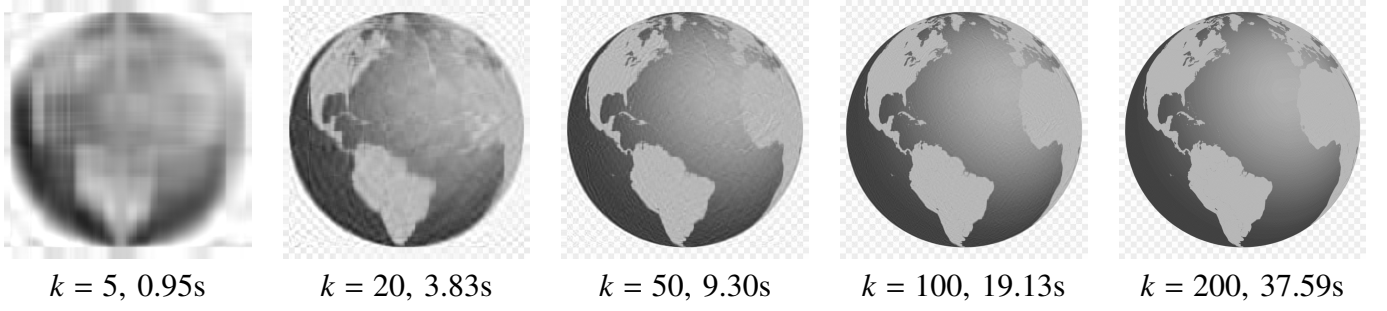 k = 5, 0.95s
k = 20, 3.83s
k = 50, 9.30s
k = 100, 19.13s
k = 200, 37.59s